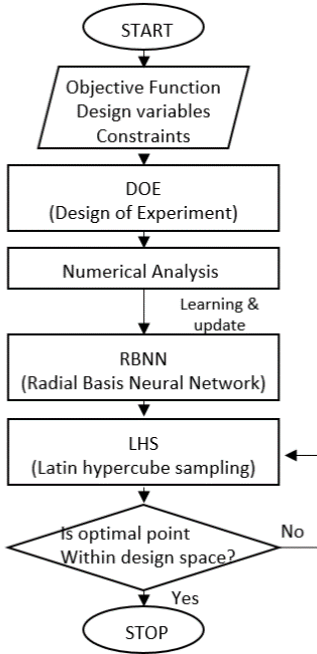 START
Objective Function
Design variables
Constraints
DOE
(Design of Experiment)
Numerical Analysis
Learning &
update
RBNN
(Radial Basis Neural Network)
LHS
(Latin hypercube sampling)
Is optimal point
Within design space?
No
Yes
STOP